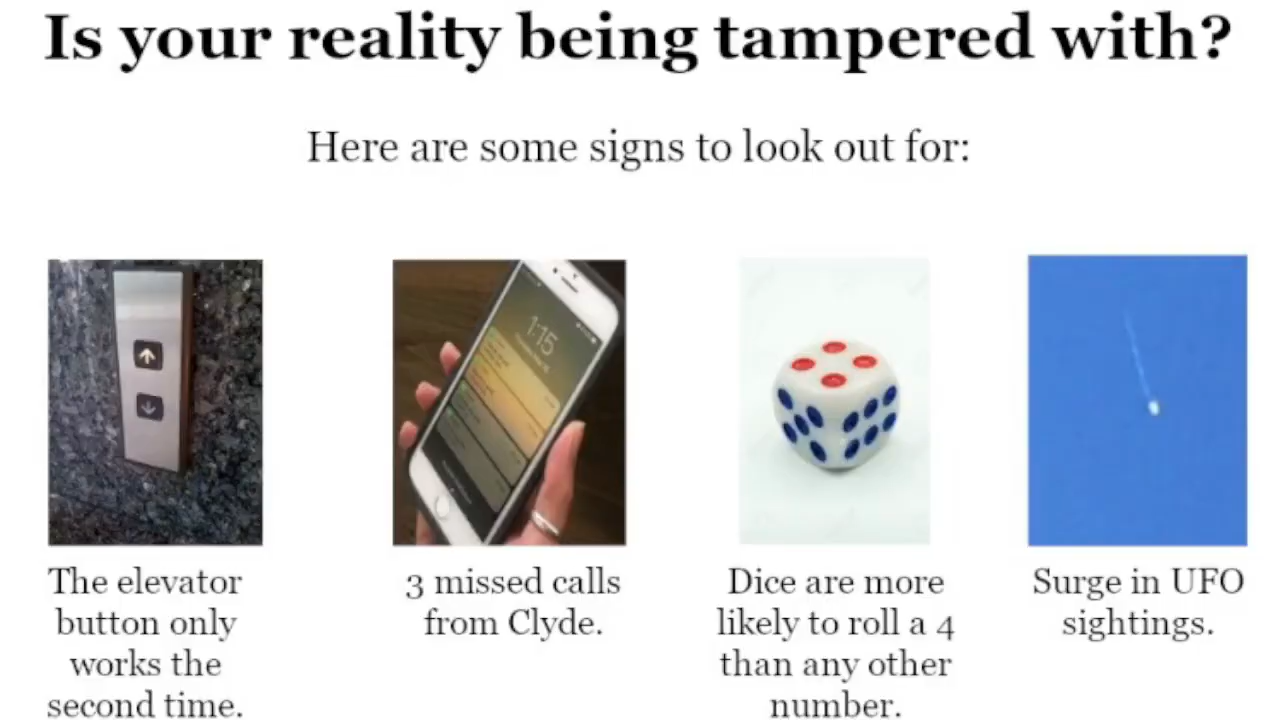 Is your reality being tampered with?
Here are some signs to look out for:
1:15
The elevator
button only
works the
second time.
3 missed calls
from Clyde.
Dice are more
likely to roll a 4
than any other
number.
Surge in UFO
sightings.